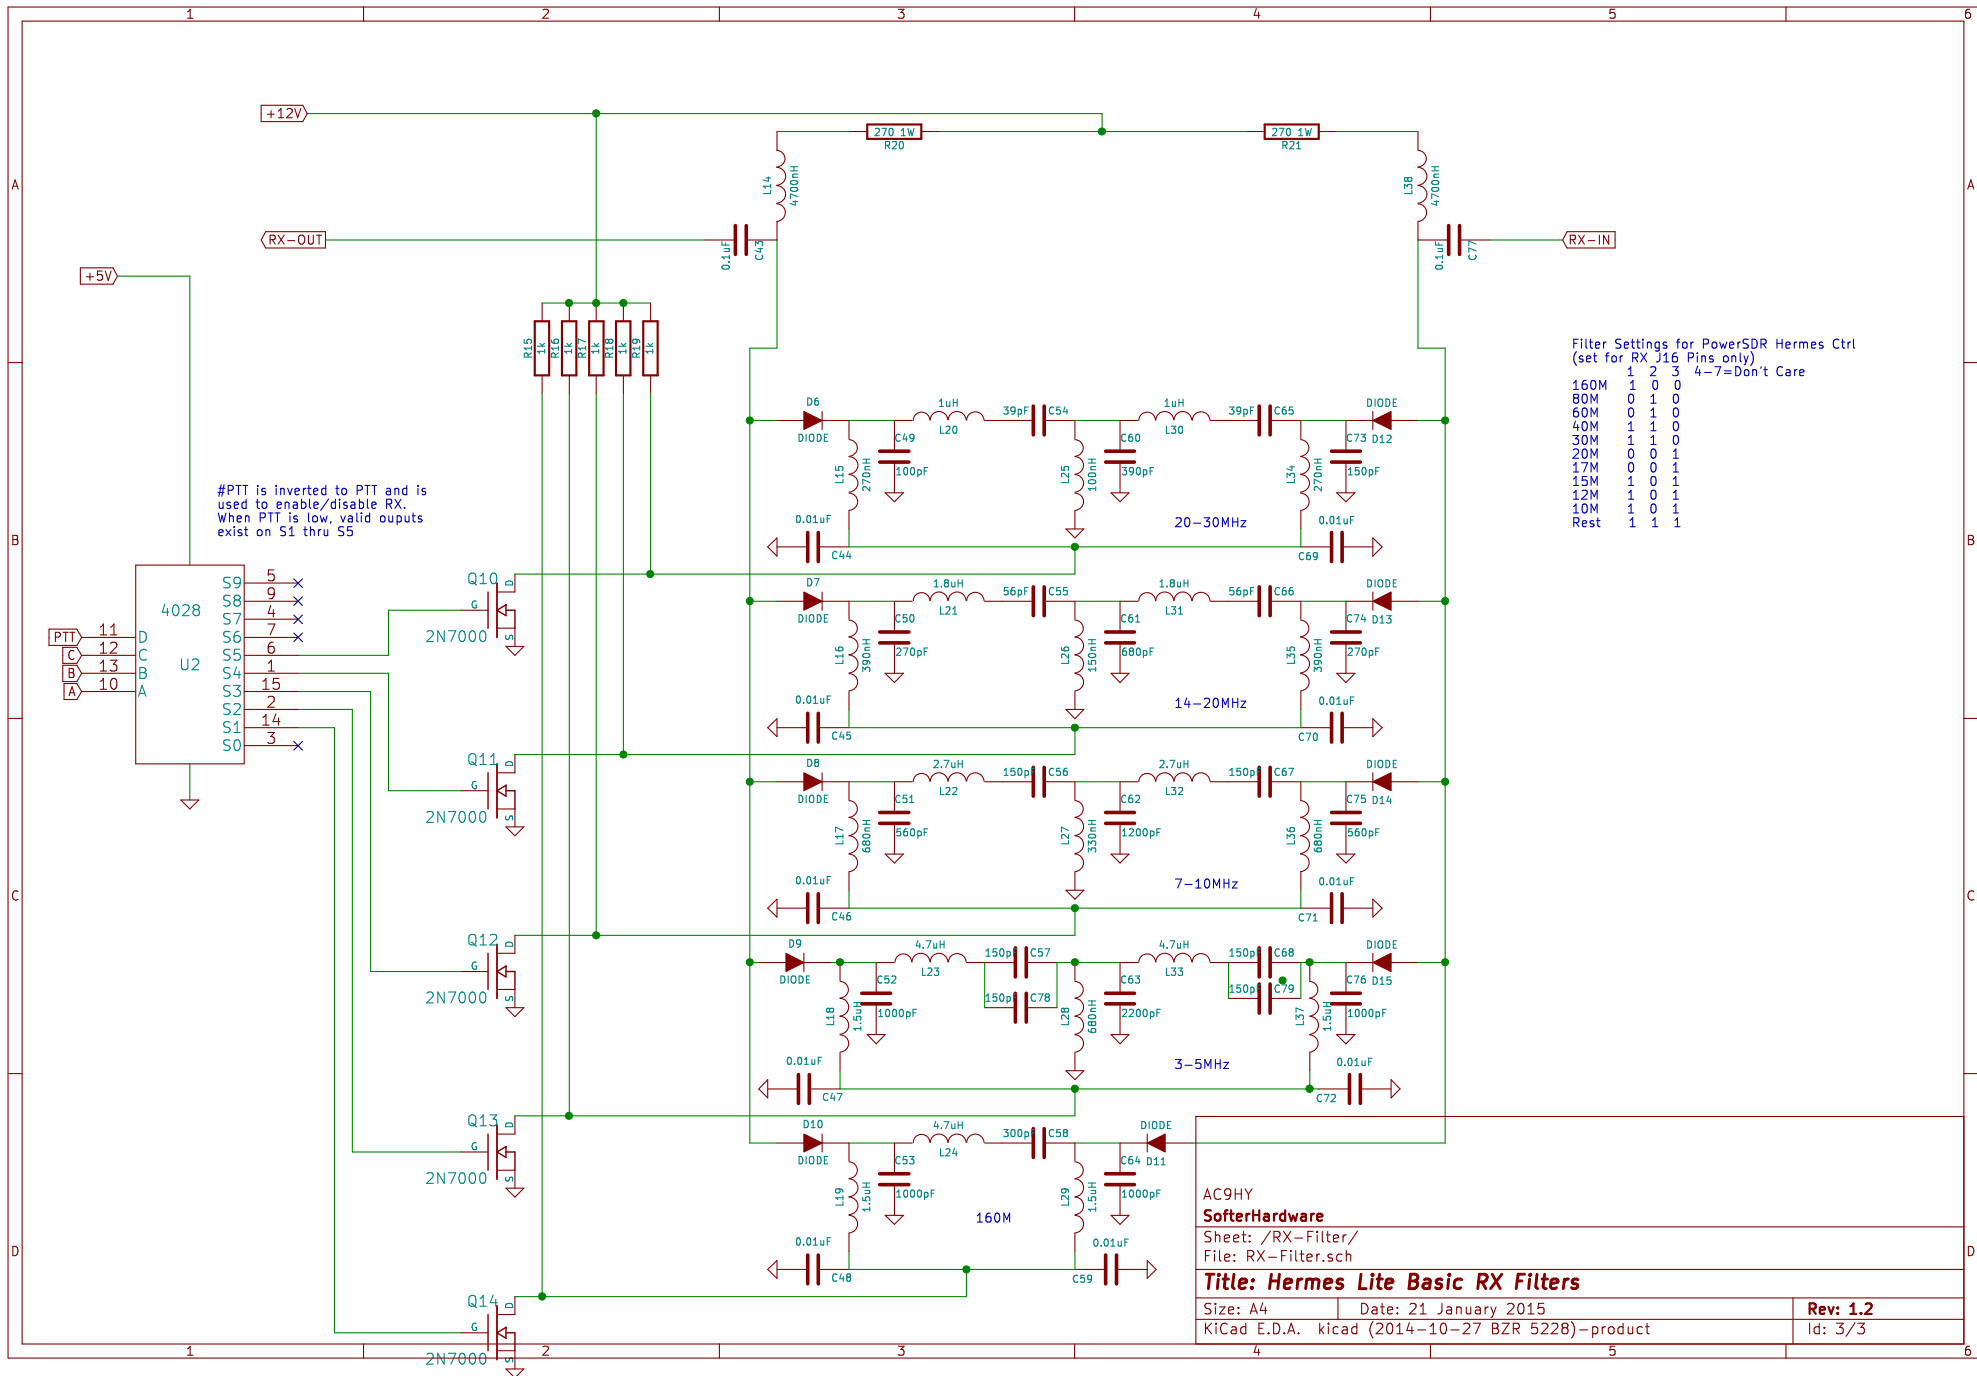 1 2 3 4 5 6
A A
B B
C C
D D
+12V
270 1W
R20
270 1W
R21
L14
4700nH
L38
4700nH
RX-OUT
0.1uF
C43
0.1uF
C77
RX-IN
+5V
R15 1k
R16 1k
R17 1k
R18 1k
R19 1k
Filter Settings for PowerSDR Hermes Ctrl
(set for RX J16 Pins only)
1 2 3 4-7=Don't Care
160M 1 0 0
80M 0 1 0
60M 0 1 0
40M 1 1 0
30M 1 1 0
20M 0 0 1
17M 0 0 1
15M 1 0 1
12M 1 0 1
10M 1 0 1
Rest 1 1 1
#PTT is inverted to PTT and is
used to enable/disable RX.
When PTT is low, valid ouputs
exist on S1 thru S5
4028
U2
PTT 11 D
C 12 C
B 13 B
A 10 A
S9 5
S8 9
S7 4
S6 7
S5 6
S4 1
S3 15
S2 2
S1 14
S0 3
Q10
G D S
2N7000
Q11
G D S
2N7000
Q12
G D S
2N7000
Q13
G D S
2N7000
Q14
G D S
2N7000
D6
DIODE
L15
270nH
C49
100pF
1uH
L20
39pF C54
L25
100nH
C60
390pF
1uH
L30
39pF C65
L34
270nH
C73
150pF
DIODE
D12
0.01uF
C44
20-30MHz
0.01uF
C69
D7
DIODE
L16
390nH
C50
270pF
1.8uH
L21
56pF C55
L26
150nH
C61
680pF
1.8uH
L31
56pF C66
L35
390nH
C74
270pF
DIODE
D13
0.01uF
C45
14-20MHz
0.01uF
C70
D8
DIODE
L17
680nH
C51
560pF
2.7uH
L22
150pF C56
L27
330nH
C62
1200pF
2.7uH
L32
150pF C67
L36
680nH
C75
560pF
DIODE
D14
0.01uF
C46
7-10MHz
0.01uF
C71
D9
DIODE
L18
1.5uH
C52
1000pF
4.7uH
L23
150pF C57
150pF C78
L28
680nH
C63
2200pF
4.7uH
L33
150pF C68
150pF C79
L37
1.5uH
C76
1000pF
DIODE
D15
0.01uF
C47
3-5MHz
0.01uF
C72
D10
DIODE
L19
1.5uH
C53
1000pF
4.7uH
L24
300pF C58
L29
1.5uH
C64
1000pF
DIODE
D11
160M
0.01uF
C48
0.01uF
C59
AC9HY
SofterHardware
Sheet: /RX-Filter/
File: RX-Filter.sch
Title: Hermes Lite Basic RX Filters
Size: A4 Date: 21 January 2015 Rev: 1.2
KiCad E.D.A. kicad (2014-10-27 BZR 5228)-product Id: 3/3
1 2 3 4 5 6